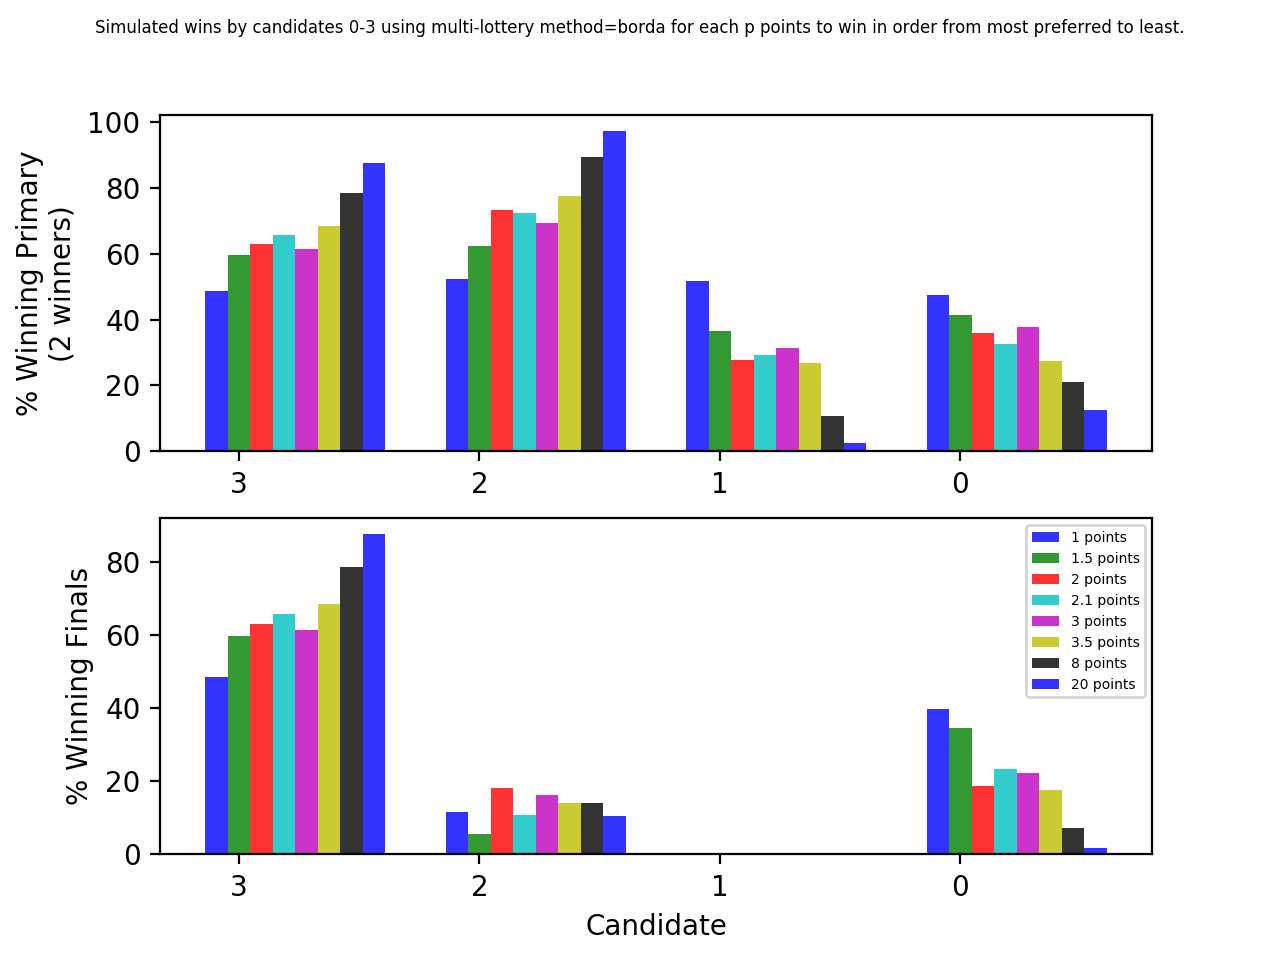 Simulated wins by candidates 0-3 using multi-lottery method=borda for each p points to win in order from most preferred to least.
% Winning Primary
(2 winners)
100
80
60
40
20
0
3 2 1 0
% Winning Finals
80
60
40
20
0
1 points
1.5 points
2 points
2.1 points
3 points
3.5 points
8 points
20 points
3 2 1 0
Candidate